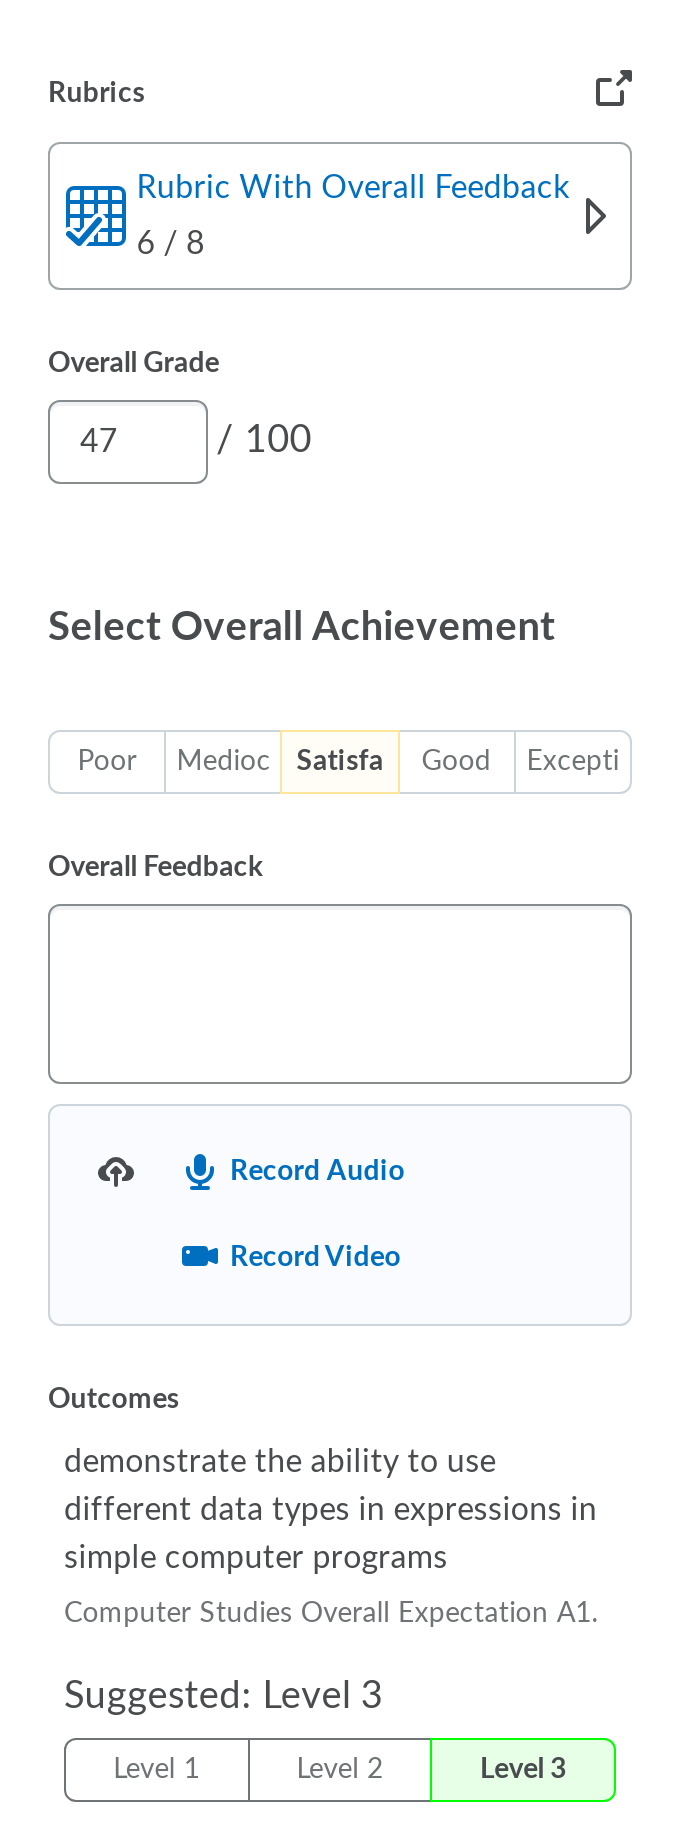 Rubrics
Rubric With Overall Feedback
6 / 8
Overall Grade
47 / 100
Select Overall Achievement
Poor Medioc Satisfa Good Excepti
Overall Feedback
Record Audio
Record Video
Outcomes
demonstrate the ability to use
different data types in expressions in
simple computer programs
Computer Studies Overall Expectation A1.
Suggested: Level 3
Level 1 Level 2 Level 3